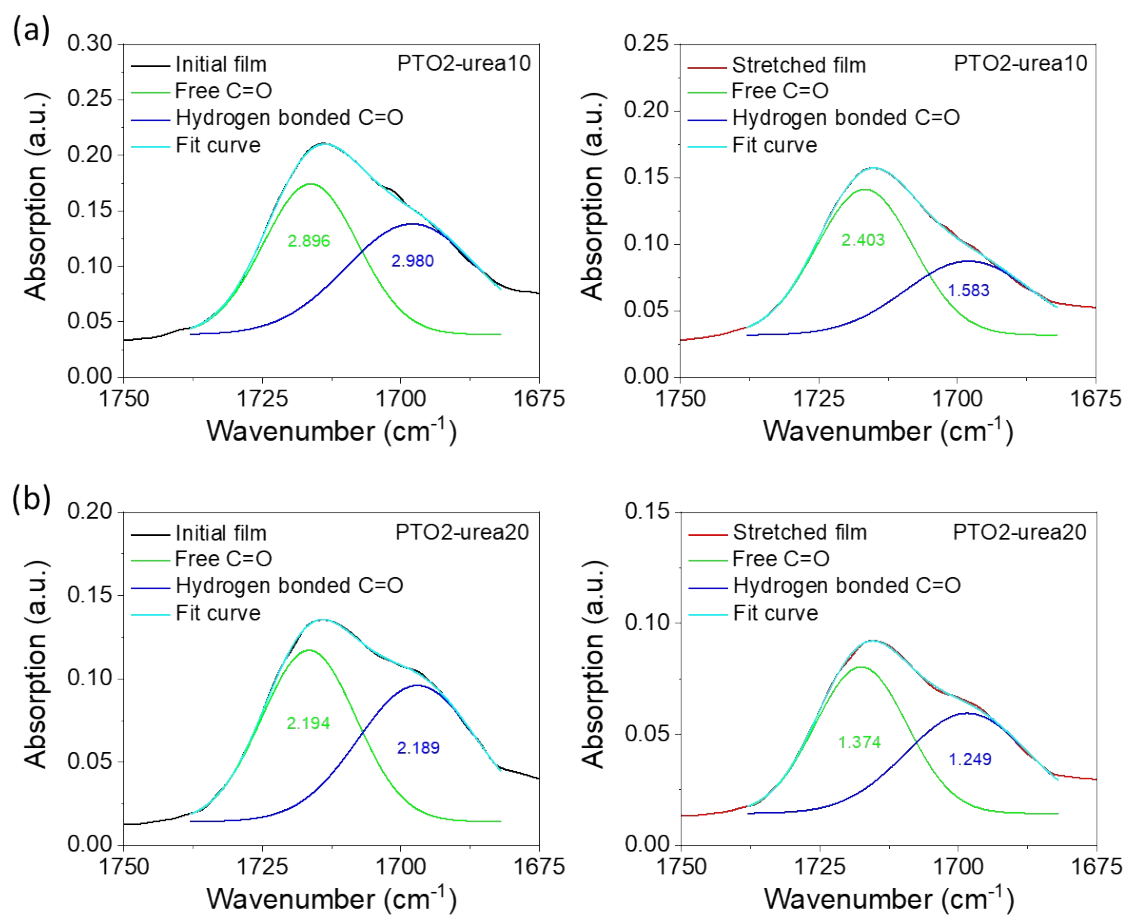 (a)
0.30
0.25
0.20
0.15
0.10
0.05
0.00
Absorption (a.u.)
Initial film
Free C=O
Hydrogen bonded C=O
Fit curve
PTO2-urea10
2.896
2.980
1750
1725
1700
1675
Wavenumber (cm⁻¹)
0.25
0.20
0.15
0.10
0.05
0.00
Absorption (a.u.)
Stretched film
Free C=O
Hydrogen bonded C=O
Fit curve
PTO2-urea10
2.403
1.583
1750
1725
1700
1675
Wavenumber (cm⁻¹)
(b)
0.20
0.15
0.10
0.05
0.00
Absorption (a.u.)
Initial film
Free C=O
Hydrogen bonded C=O
Fit curve
PTO2-urea20
2.194
2.189
1750
1725
1700
1675
Wavenumber (cm⁻¹)
0.15
0.10
0.05
0.00
Absorption (a.u.)
Stretched film
Free C=O
Hydrogen bonded C=O
Fit curve
PTO2-urea20
1.374
1.249
1750
1725
1700
1675
Wavenumber (cm⁻¹)